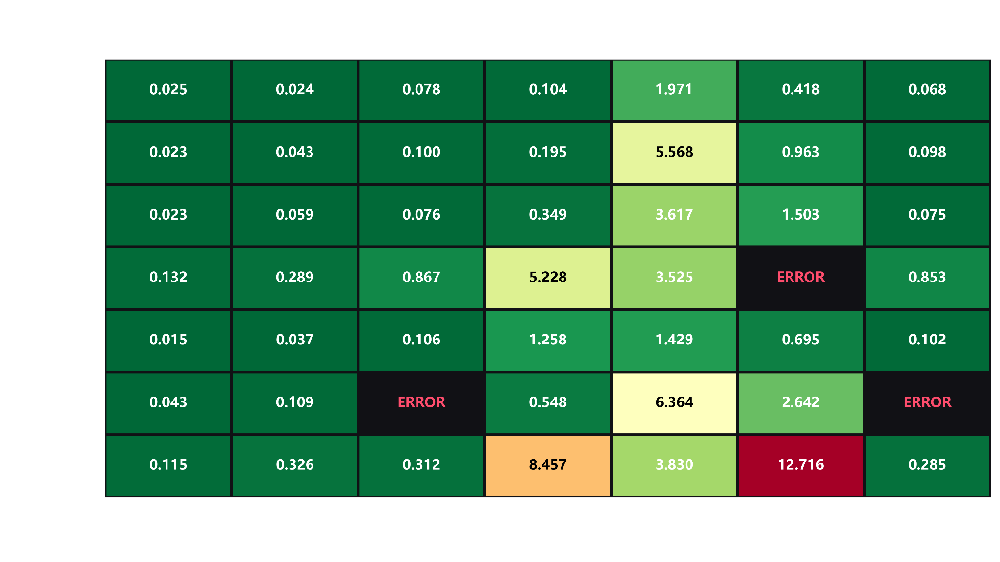 0.025 0.024 0.078 0.104 1.971 0.418 0.068
0.023 0.043 0.100 0.195 5.568 0.963 0.098
0.023 0.059 0.076 0.349 3.617 1.503 0.075
0.132 0.289 0.867 5.228 3.525 ERROR 0.853
0.015 0.037 0.106 1.258 1.429 0.695 0.102
0.043 0.109 ERROR 0.548 6.364 2.642 ERROR
0.115 0.326 0.312 8.457 3.830 12.716 0.285